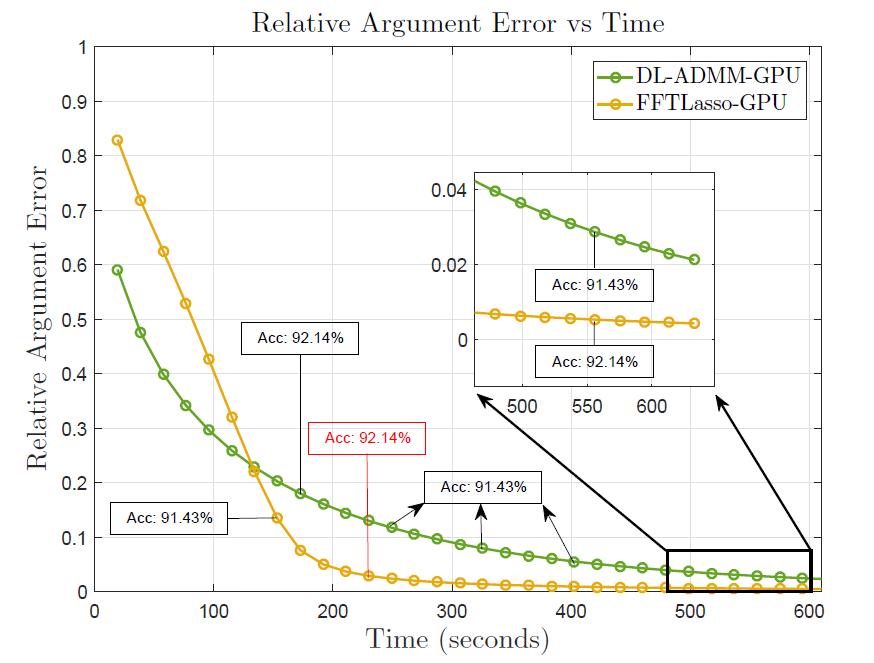 Relative Argument Error vs Time
Relative Argument Error
1
0.9
0.8
0.7
0.6
0.5
0.4
0.3
0.2
0.1
0
DL-ADMM-GPU
FFTLasso-GPU
0.04
0.02
0
Acc: 91.43%
Acc: 92.14%
500 550 600
Acc: 92.14%
Acc: 92.14%
Acc: 91.43%
Acc: 91.43%
0 100 200 300 400 500 600
Time (seconds)